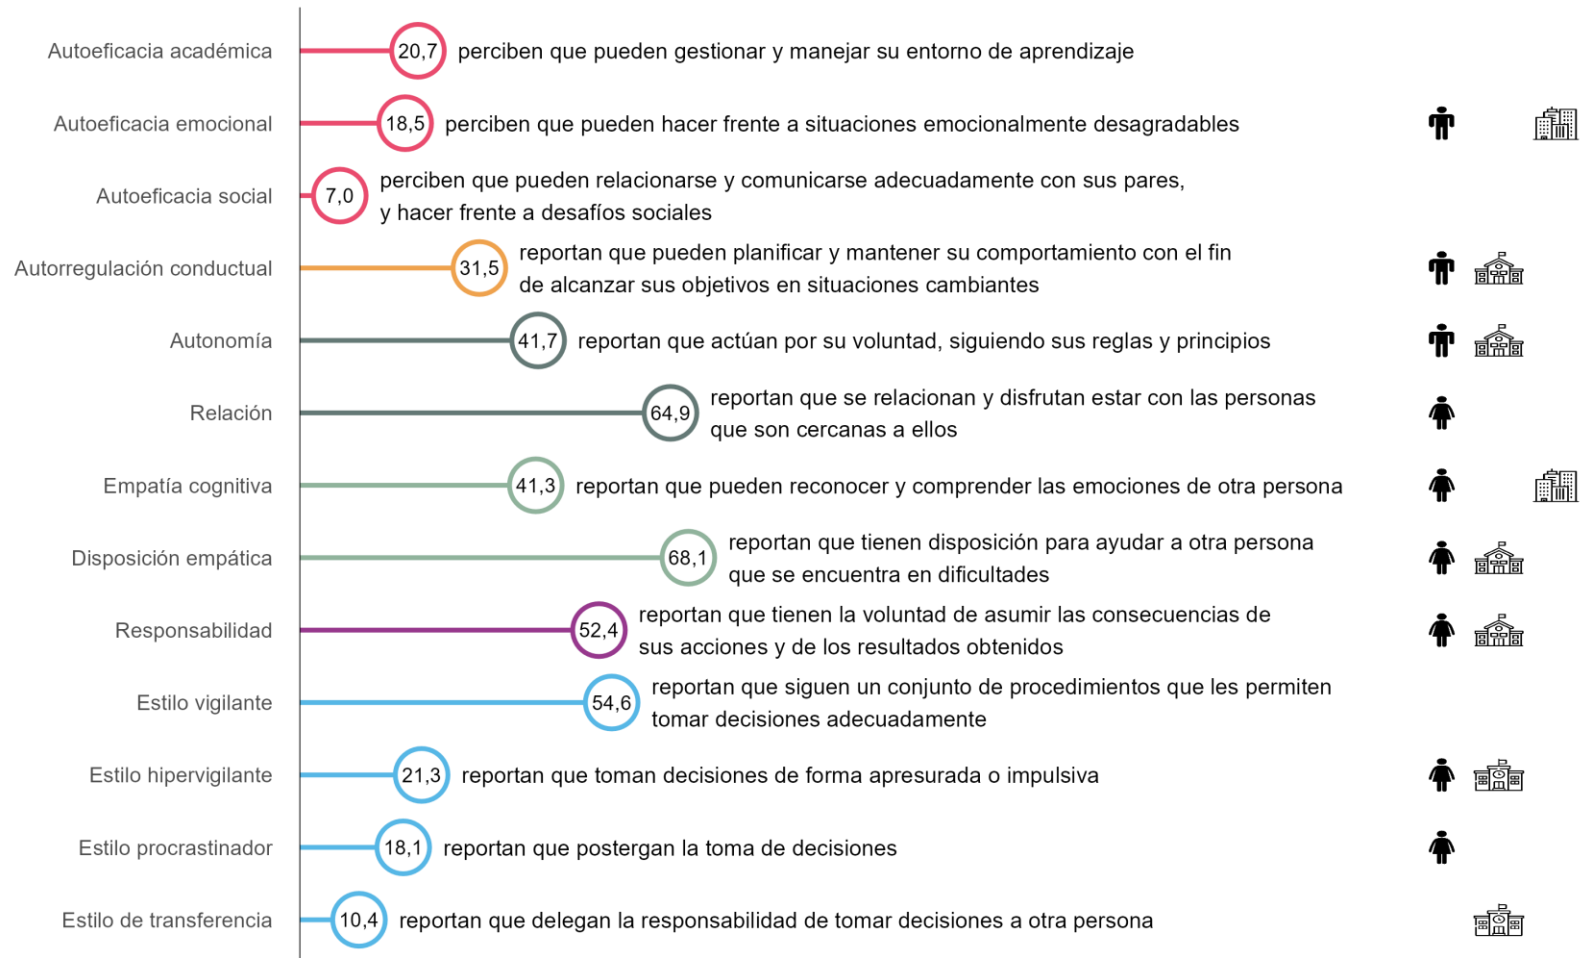 Autoeficacia académica
20,7
perciben que pueden gestionar y manejar su entorno de aprendizaje
Autoeficacia emocional
18,5
perciben que pueden hacer frente a situaciones emocionalmente desagradables
Autoeficacia social
7,0
perciben que pueden relacionarse y comunicarse adecuadamente con sus pares,
y hacer frente a desafíos sociales
Autorregulación conductual
31,5
reportan que pueden planificar y mantener su comportamiento con el fin
de alcanzar sus objetivos en situaciones cambiantes
Autonomía
41,7
reportan que actúan por su voluntad, siguiendo sus reglas y principios
Relación
64,9
reportan que se relacionan y disfrutan estar con las personas
que son cercanas a ellos
Empatía cognitiva
41,3
reportan que pueden reconocer y comprender las emociones de otra persona
Disposición empática
68,1
reportan que tienen disposición para ayudar a otra persona
que se encuentra en dificultades
Responsabilidad
52,4
reportan que tienen la voluntad de asumir las consecuencias de
sus acciones y de los resultados obtenidos
Estilo vigilante
54,6
reportan que siguen un conjunto de procedimientos que les permiten
tomar decisiones adecuadamente
Estilo hipervigilante
21,3
reportan que toman decisiones de forma apresurada o impulsiva
Estilo procrastinador
18,1
reportan que postergan la toma de decisiones
Estilo de transferencia
10,4
reportan que delegan la responsabilidad de tomar decisiones a otra persona